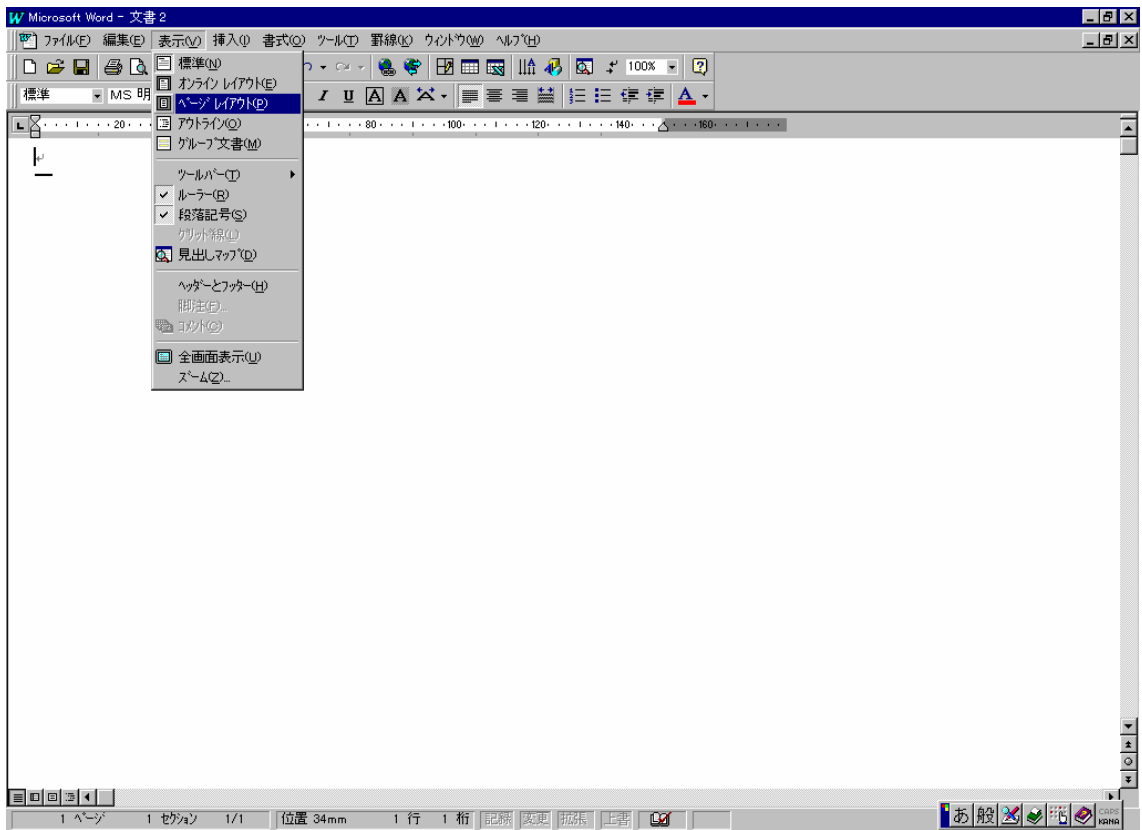 Microsoft Word - 文書 2
ファイル(F) 編集(E) 表示(V) 挿入(I) 書式(O) ツール(T) 罫線(K) ウィンドウ(W) ヘルプ(H)
100%
標準 MS 明
標準(N)
オンライン レイアウト(E)
ページ レイアウト(P)
アウトライン(O)
グループ文書(M)
ツールバー(T)
ルーラー(R)
段落記号(S)
グリッド線(L)
見出しマップ(D)
ヘッダーとフッター(H)
脚注(F)...
コメント(C)
全画面表示(U)
ズーム(Z)...
20 80 100 120 140 160
1 ページ 1 セクション 1/1 位置 34mm 1 行 1 桁 記録 変更 拡張 上書
あ 般 CAPS
KANA